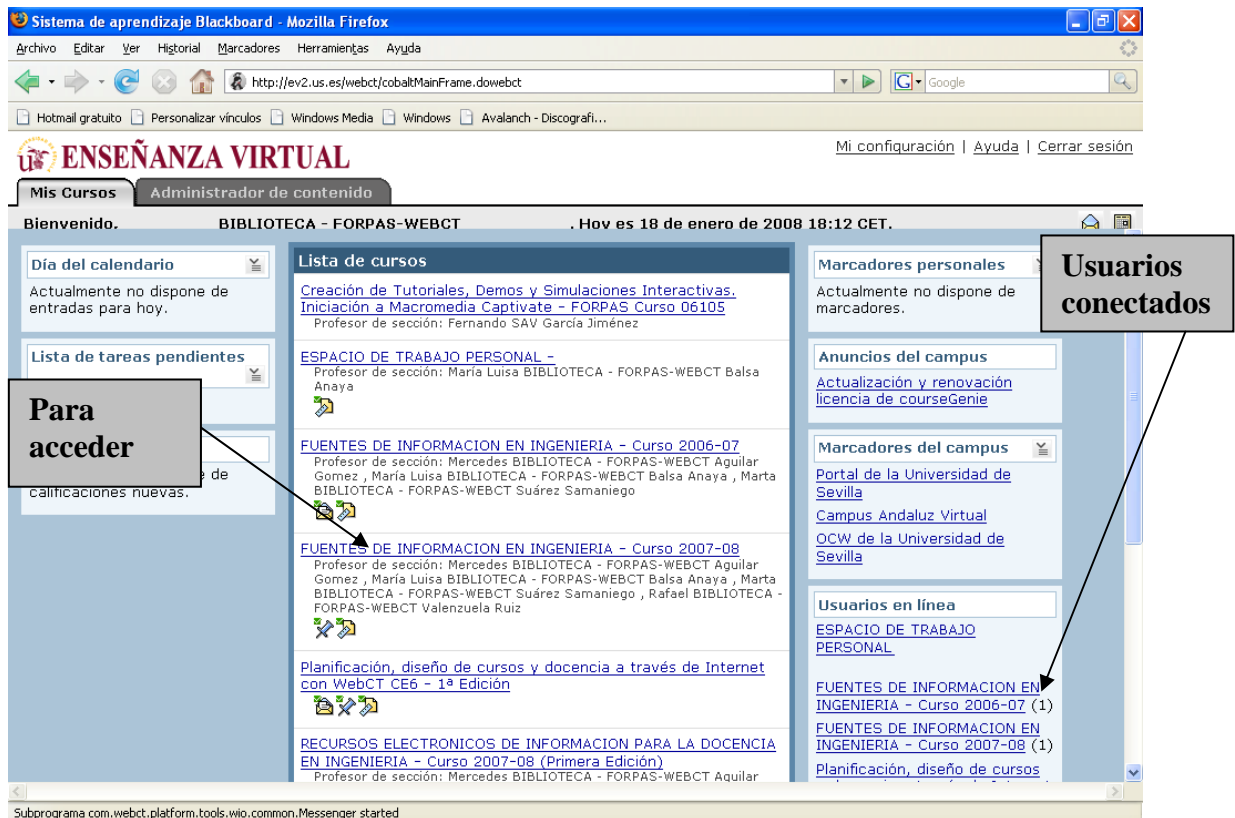 Sistema de aprendizaje Blackboard - Mozilla Firefox
Archivo Editar Ver Historial Marcadores Herramientas Ayuda
http://ev2.us.es/webct/cobaltMainFrame.dowebct
G Google
Hotmail gratuito Personalizar vínculos Windows Media Windows Avalanch - Discografi...
ENSEÑANZA VIRTUAL
Mi configuración | Ayuda | Cerrar sesión
Mis Cursos Administrador de contenido
Bienvenido, BIBLIOTECA - FORPAS-WEBCT . Hoy es 18 de enero de 2008 18:12 CET.
Día del calendario
Actualmente no dispone de
entradas para hoy.
Lista de tareas pendientes
Para
acceder
e de
calificaciones nuevas.
Lista de cursos
Creación de Tutoriales, Demos y Simulaciones Interactivas.
Iniciación a Macromedia Captivate - FORPAS Curso 06105
Profesor de sección: Fernando SAV García Jiménez
ESPACIO DE TRABAJO PERSONAL -
Profesor de sección: María Luisa BIBLIOTECA - FORPAS-WEBCT Balsa
Anaya
FUENTES DE INFORMACION EN INGENIERIA - Curso 2006-07
Profesor de sección: Mercedes BIBLIOTECA - FORPAS-WEBCT Aguilar
Gomez , María Luisa BIBLIOTECA - FORPAS-WEBCT Balsa Anaya , Marta
BIBLIOTECA - FORPAS-WEBCT Suárez Samaniego
FUENTES DE INFORMACION EN INGENIERIA - Curso 2007-08
Profesor de sección: Mercedes BIBLIOTECA - FORPAS-WEBCT Aguilar
Gomez , María Luisa BIBLIOTECA - FORPAS-WEBCT Balsa Anaya , Marta
BIBLIOTECA - FORPAS-WEBCT Suárez Samaniego , Rafael BIBLIOTECA -
FORPAS-WEBCT Valenzuela Ruiz
Planificación, diseño de cursos y docencia a través de Internet
con WebCT CE6 - 1ª Edición
RECURSOS ELECTRONICOS DE INFORMACION PARA LA DOCENCIA
EN INGENIERIA - Curso 2007-08 (Primera Edición)
Profesor de sección: Mercedes BIBLIOTECA - FORPAS-WEBCT Aguilar
Marcadores personales
Actualmente no dispone de
marcadores.
Usuarios
conectados
Anuncios del campus
Actualización y renovación
licencia de courseGenie
Marcadores del campus
Portal de la Universidad de
Sevilla
Campus Andaluz Virtual
OCW de la Universidad de
Sevilla
Usuarios en línea
ESPACIO DE TRABAJO
PERSONAL
FUENTES DE INFORMACION EN
INGENIERIA - Curso 2006-07 (1)
FUENTES DE INFORMACION EN
INGENIERIA - Curso 2007-08 (1)
Planificación, diseño de cursos
Subprograma com.webct.platform.tools.wio.common.Messenger started